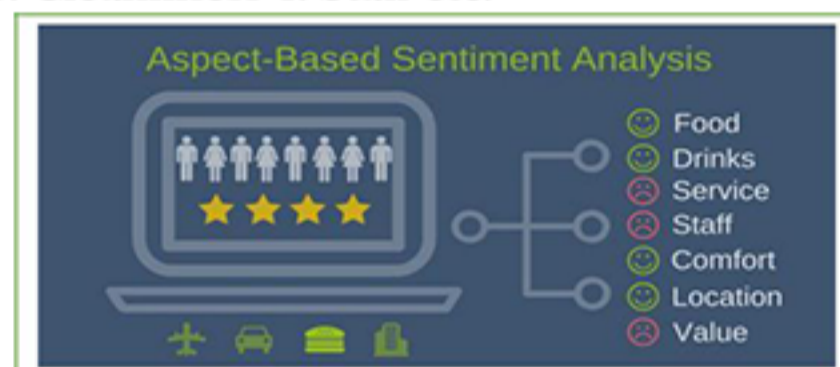 Aspect-Based Sentiment Analysis
Food
Drinks
Service
Staff
Comfort
Location
Value